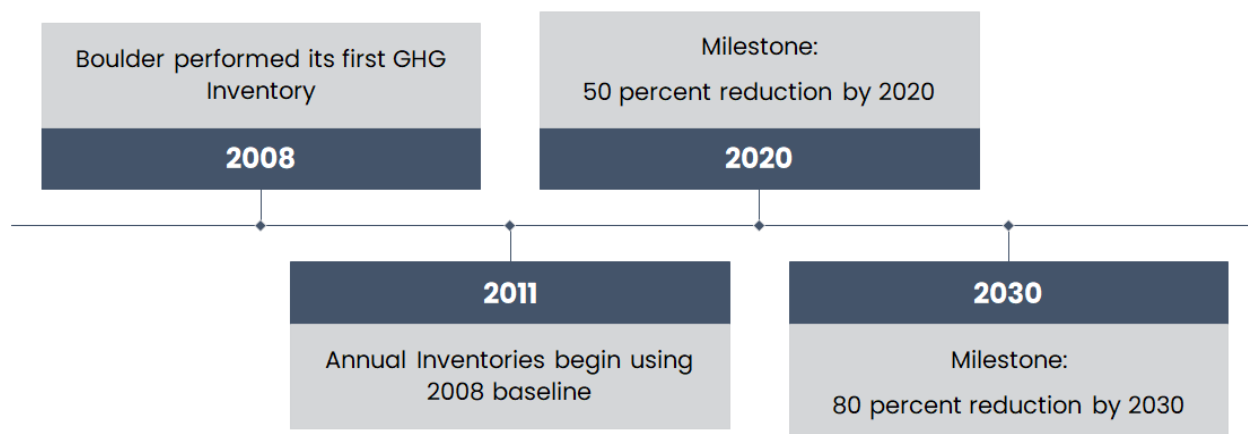 Boulder performed its first GHG
Inventory
2008
2011
Annual Inventories begin using
2008 baseline
Milestone:
50 percent reduction by 2020
2020
2030
Milestone:
80 percent reduction by 2030